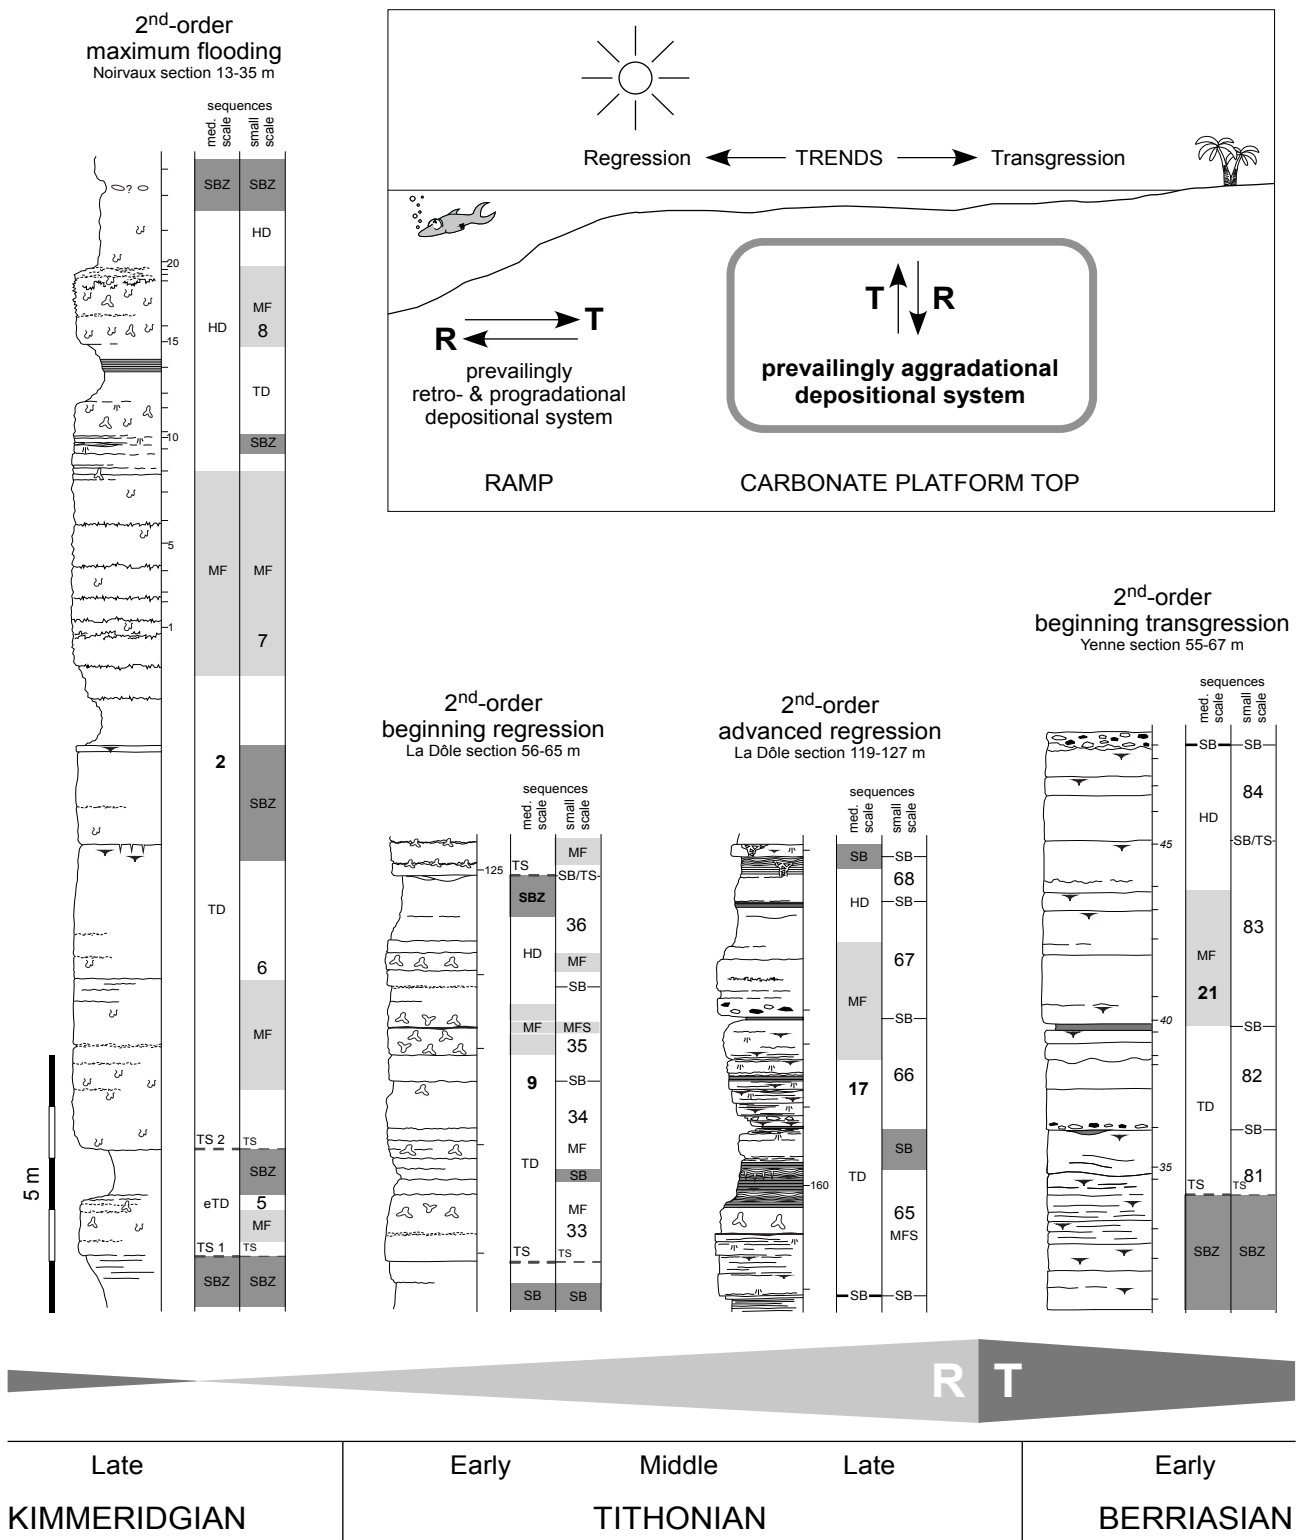 2nd-order
maximum flooding
Noirvaux section 13-35 m
sequences
med. scale
small scale
SBZ
SBZ
?
HD
20
MF
8
HD
15
TD
10
SBZ
5
MF
MF
1
7
2
SBZ
TD
6
MF
TS 2
TS
SBZ
eTD
5
MF
TS 1
TS
SBZ
SBZ
5 m
Regression
TRENDS
Transgression
R
T
prevailingly
retro- & progradational
depositional system
RAMP
T
R
prevailingly aggradational
depositional system
CARBONATE PLATFORM TOP
2nd-order
beginning regression
La Dôle section 56-65 m
sequences
med. scale
small scale
MF
TS
125
SB/TS
SBZ
36
HD
MF
SB
MF
MFS
35
9
SB
34
TD
MF
SB
MF
33
TS
TS
SB
SB
2nd-order
advanced regression
La Dôle section 119-127 m
sequences
med. scale
small scale
SB
SB
68
HD
SB
67
MF
SB
66
17
SB
TD
160
65
MFS
SB
SB
2nd-order
beginning transgression
Yenne section 55-67 m
sequences
med. scale
small scale
SB
SB
84
HD
SB/TS
45
83
MF
21
40
SB
82
TD
SB
35
81
TS
TS
SBZ
SBZ
R T
Late
Early
Middle
Late
Early
KIMMERIDGIAN
TITHONIAN
BERRIASIAN